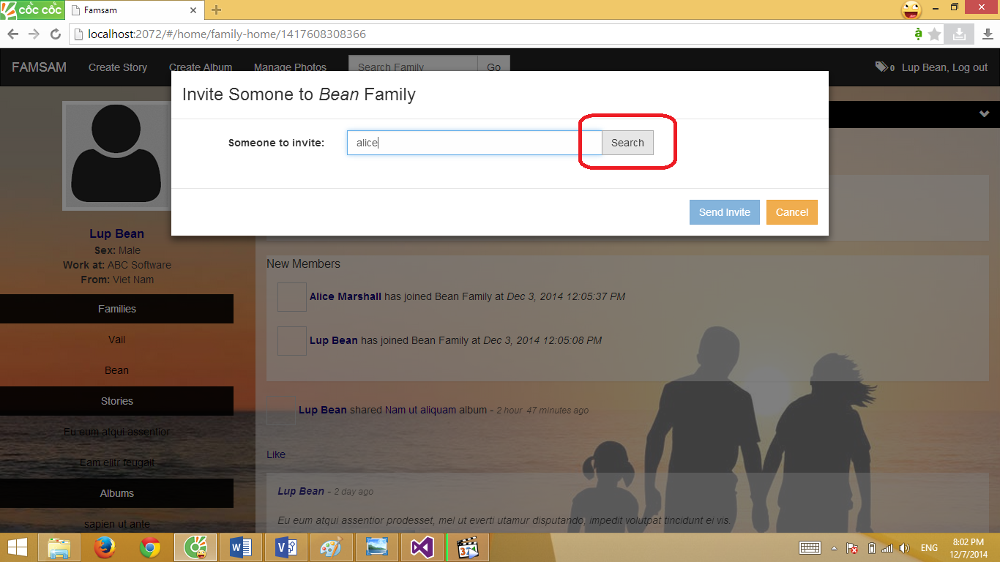 CỐC CỐC
Famsam
localhost:2072/#/home/family-home/1417608308366
FAMSAM Create Story Create Album Manage Photos Search Family Go 0 Lup Bean, Log out
Invite Somone to Bean Family
Someone to invite: alice Search
Send Invite Cancel
Lup Bean
Sex: Male
Work at: ABC Software
From: Viet Nam
Families
Vail
Bean
Stories
Eu eum atqui assentior
Eam elitr feugait
Albums
sapien ut ante
New Members
Alice Marshall has joined Bean Family at Dec 3, 2014 12:05:37 PM
Lup Bean has joined Bean Family at Dec 3, 2014 12:05:08 PM
Lup Bean shared Nam ut aliquam album - 2 hour 47 minutes ago
Like
Lup Bean - 2 day ago
Eu eum atqui assentior prodesset, mel ut everti utamur disputando, impedit volutpat tincidunt ei vis.
ENG
8:02 PM
12/7/2014